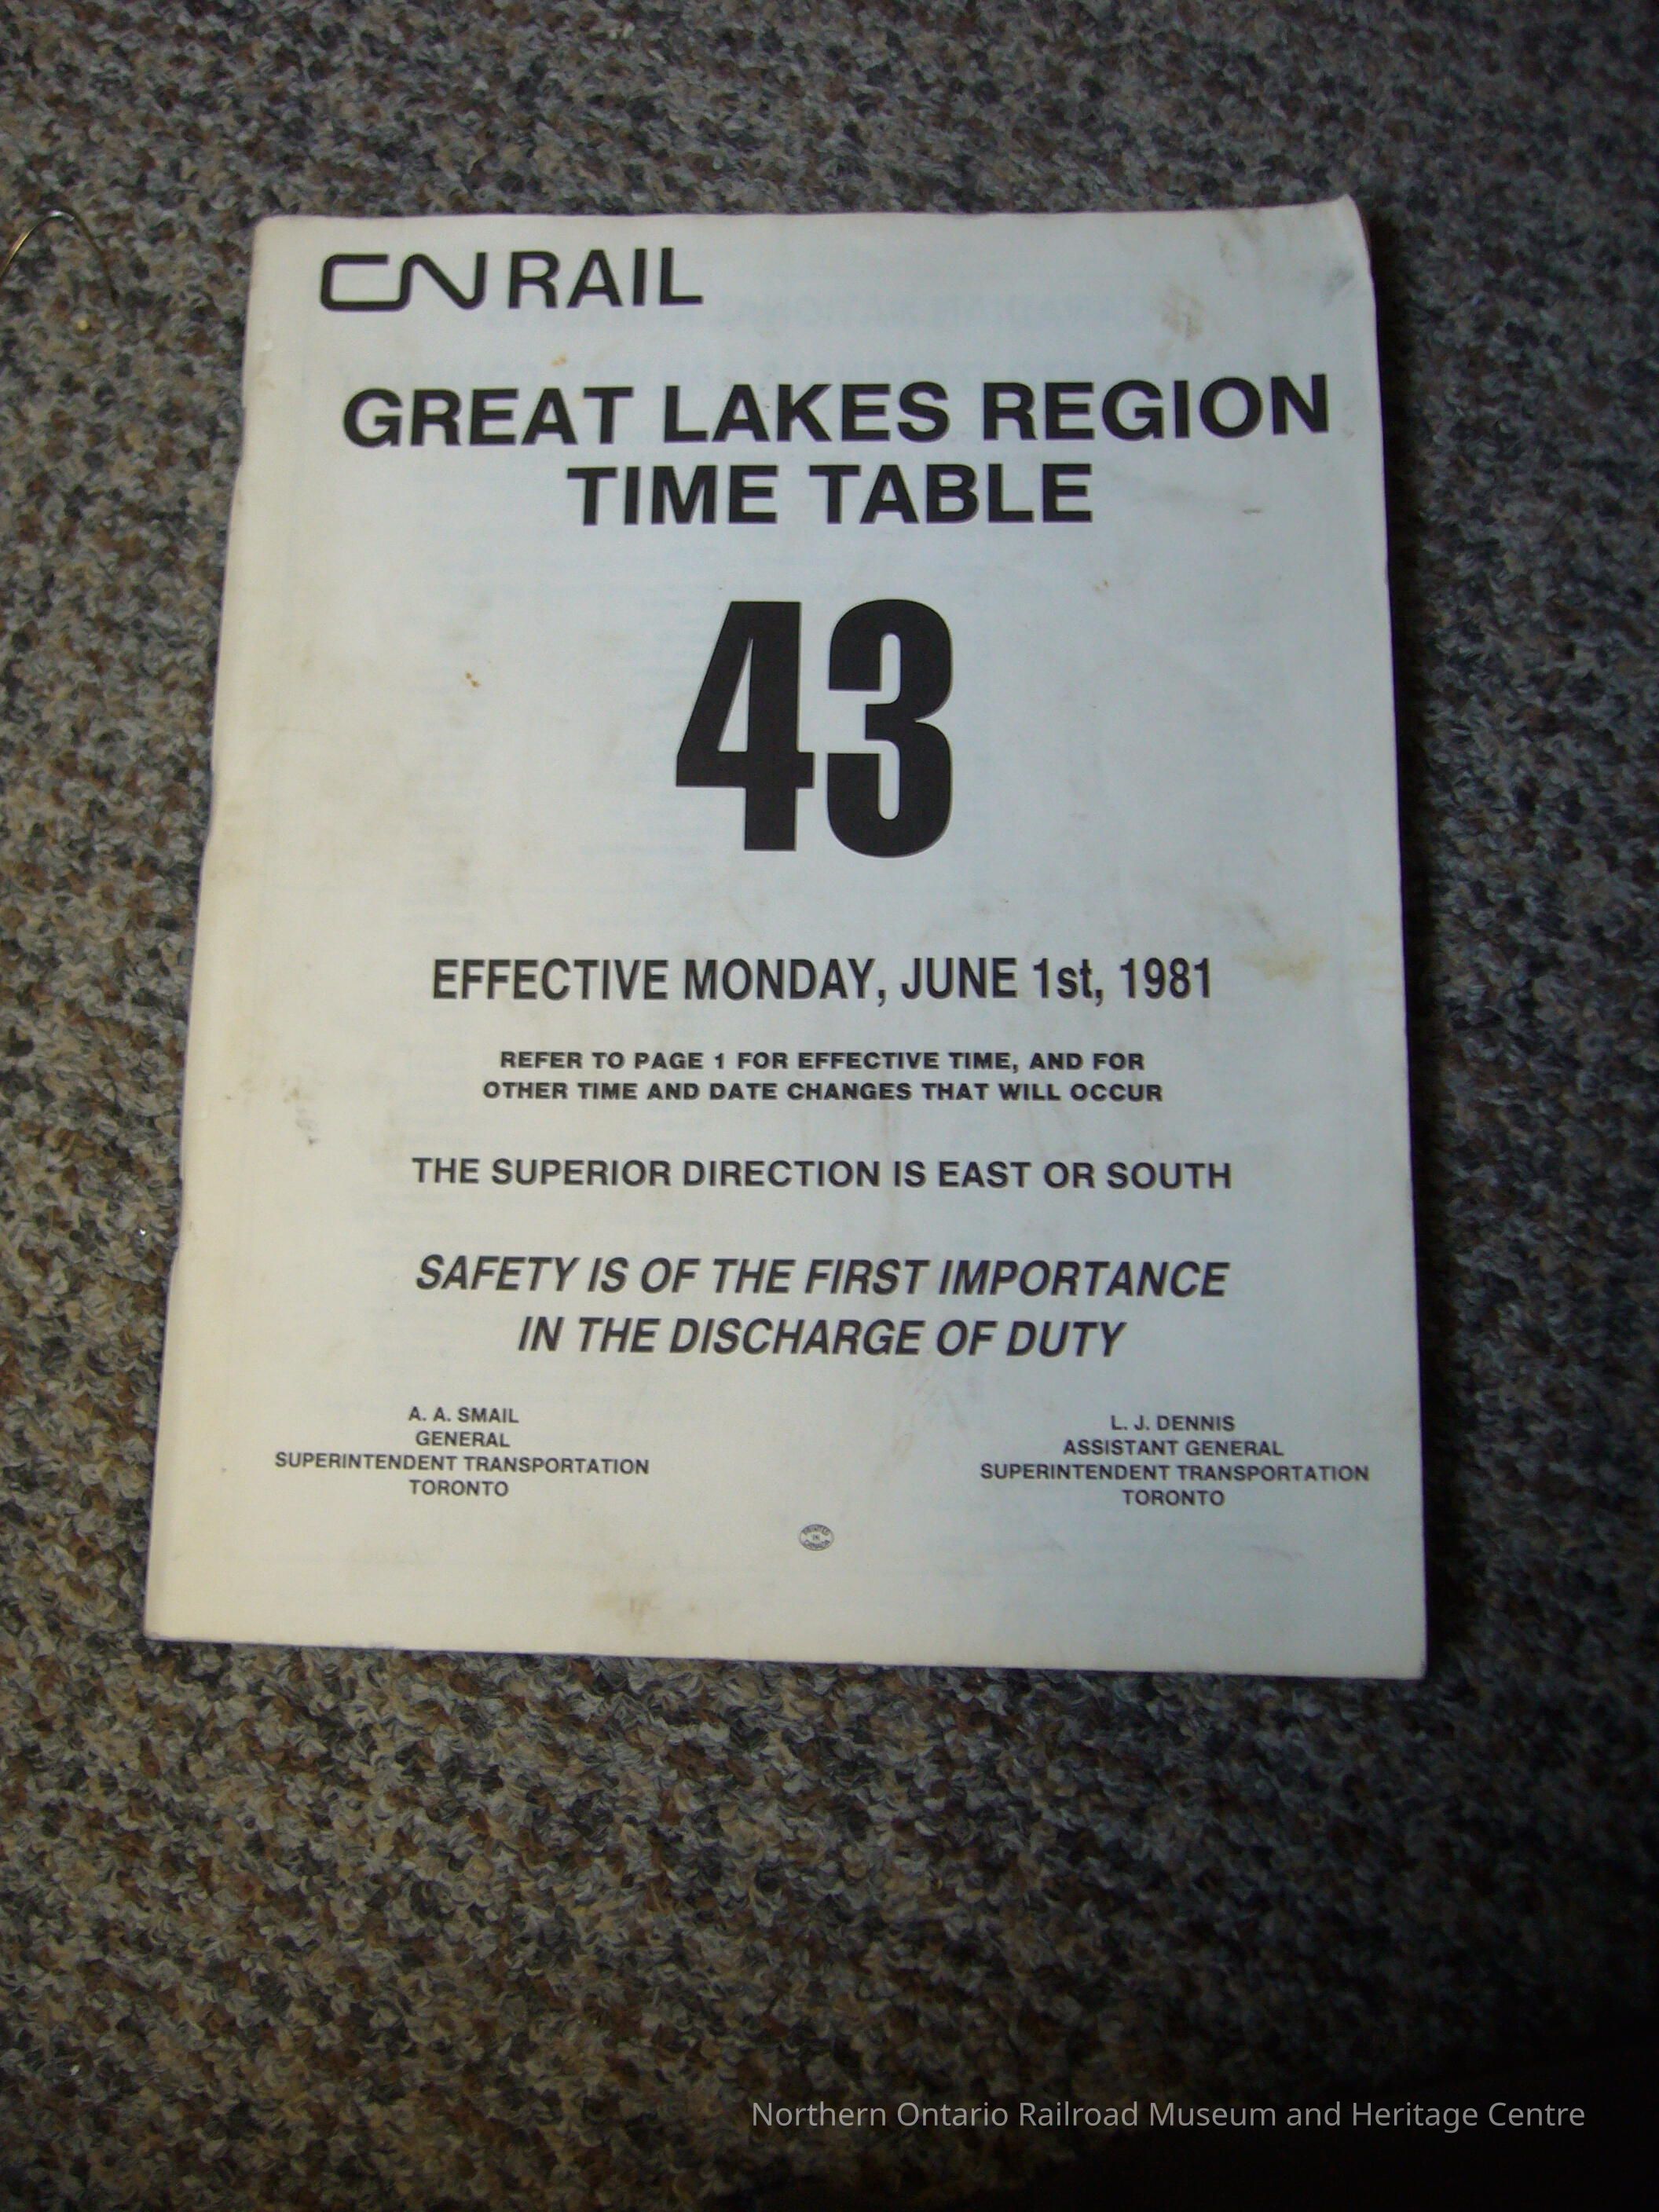 CN RAIL
GREAT LAKES REGION
TIME TABLE
43
EFFECTIVE MONDAY, JUNE 1st, 1981
REFER TO PAGE 1 FOR EFFECTIVE TIME, AND FOR
OTHER TIME AND DATE CHANGES THAT WILL OCCUR
THE SUPERIOR DIRECTION IS EAST OR SOUTH
SAFETY IS OF THE FIRST IMPORTANCE
IN THE DISCHARGE OF DUTY
A. A. SMAIL
GENERAL
SUPERINTENDENT TRANSPORTATION
TORONTO
L. J. DENNIS
ASSISTANT GENERAL
SUPERINTENDENT TRANSPORTATION
TORONTO
PRINTED
IN
CANADA
Northern Ontario Railroad Museum and Heritage Centre